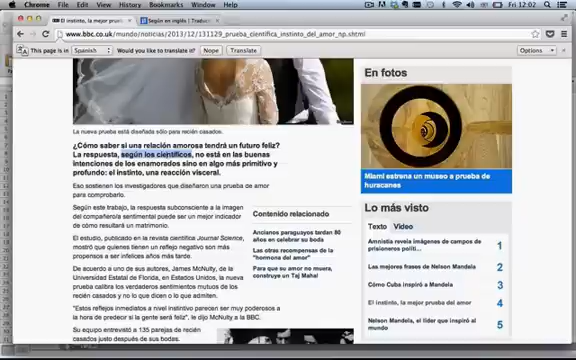 Chrome File Edit View History Bookmarks Window Help Fri 12:02
El instinto, la mejor prueba
Según en inglés | Traduc
www.bbc.co.uk/mundo/noticias/2013/12/131129_prueba_cientifica_instinto_del_amor_np.shtml
This page is in Spanish Would you like to translate it? Nope Translate Options
La nueva prueba está diseñada sólo para recién casados.
¿Cómo saber si una relación amorosa tendrá un futuro feliz?
La respuesta, según los científicos, no está en las buenas
intenciones de los enamorados sino en algo más primitivo y
profundo: el instinto, una reacción visceral.
Eso sostienen los investigadores que diseñaron una prueba de amor
para comprobarlo.
Según este trabajo, la respuesta subconsciente a la imagen
del compañero/a sentimental puede ser un mejor indicador
de cómo resultará un matrimonio.
El estudio, publicado en la revista científica Journal Science,
mostró que quienes tienen un reflejo negativo son más
propensos a ser infelices años más tarde.
De acuerdo a uno de sus autores, James McNulty, de la
Universidad Estatal de Florida, en Estados Unidos, la nueva
prueba calibra los verdaderos sentimientos mutuos de los
recién casados y no lo que dicen o lo que admiten.
"Estos reflejos inmediatos a nivel instintivo parecen ser muy poderosos a
la hora de predecir si la gente será feliz", le dijo McNulty a la BBC.
Su equipo entrevistó a 135 parejas de recién
casados justo después de sus bodas.
Contenido relacionado
Ancianos paraguayos tardan 80
años en celebrar su boda
Las otras recompensas de la
"hormona del amor"
Para que su amor no muera,
construye un Taj Mahal
En fotos
Miami estrena un museo a prueba de
huracanes
Lo más visto
Texto Video
Amnistía revela imágenes de campos de
prisioneros políticos... 1
Las mejores frases de Nelson Mandela 2
Cómo Cuba inspiró a Mandela 3
El instinto, la mejor prueba del amor 4
Nelson Mandela, el líder que inspiró al
mundo 5